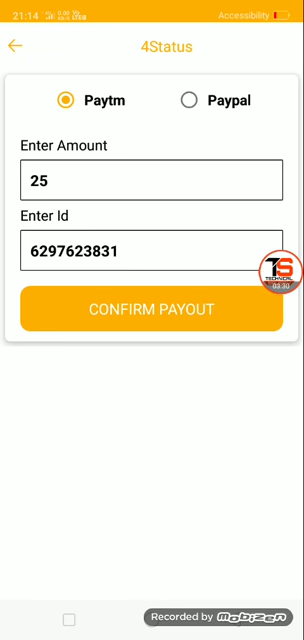 21:14 Accessibility
4Status
Paytm Paypal
Enter Amount
25
Enter Id
6297623831
TS
TECHNICAL
03:30
CONFIRM PAYOUT
Recorded by Mobizen